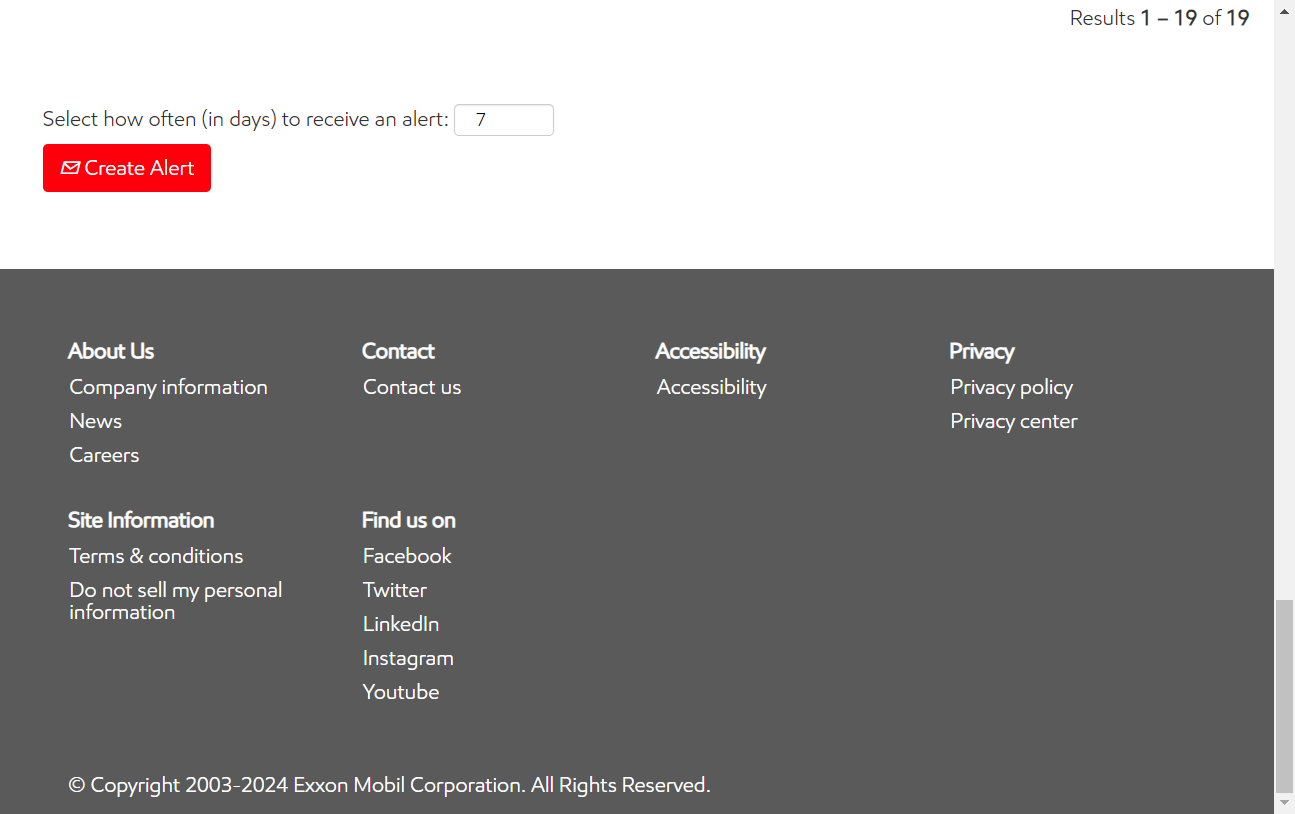 Results 1 – 19 of 19
Select how often (in days) to receive an alert: 7
Create Alert
About Us
Company information
News
Careers
Contact
Contact us
Accessibility
Accessibility
Privacy
Privacy policy
Privacy center
Site Information
Terms & conditions
Do not sell my personal
information
Find us on
Facebook
Twitter
LinkedIn
Instagram
Youtube
© Copyright 2003-2024 Exxon Mobil Corporation. All Rights Reserved.